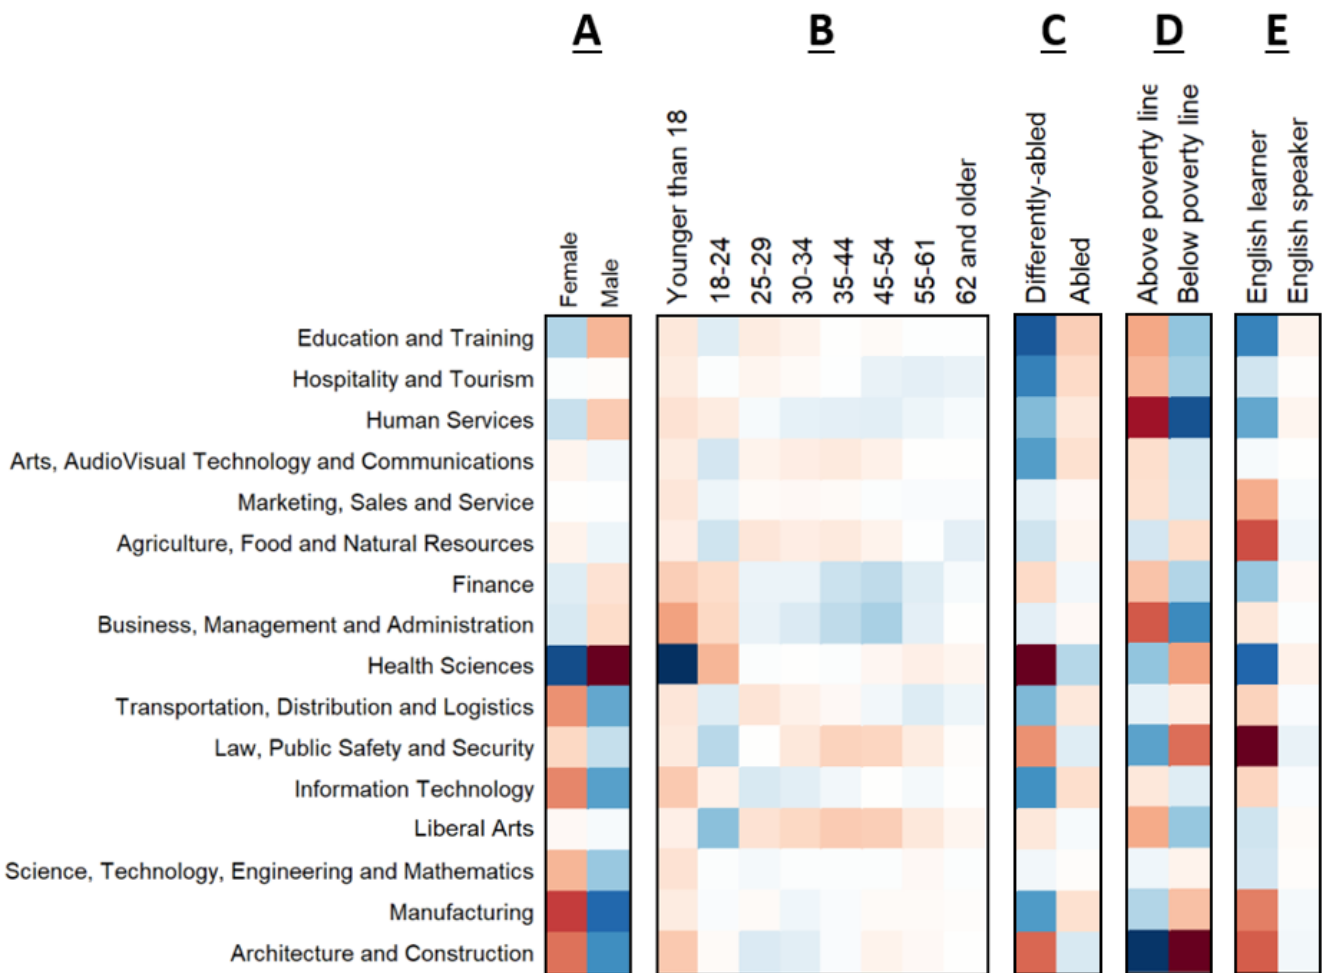 A B C D E
Female
Male
Younger than 18
18-24
25-29
30-34
35-44
45-54
55-61
62 and older
Differently-abled
Abled
Above poverty line
Below poverty line
English learner
English speaker
Education and Training
Hospitality and Tourism
Human Services
Arts, AudioVisual Technology and Communications
Marketing, Sales and Service
Agriculture, Food and Natural Resources
Finance
Business, Management and Administration
Health Sciences
Transportation, Distribution and Logistics
Law, Public Safety and Security
Information Technology
Liberal Arts
Science, Technology, Engineering and Mathematics
Manufacturing
Architecture and Construction